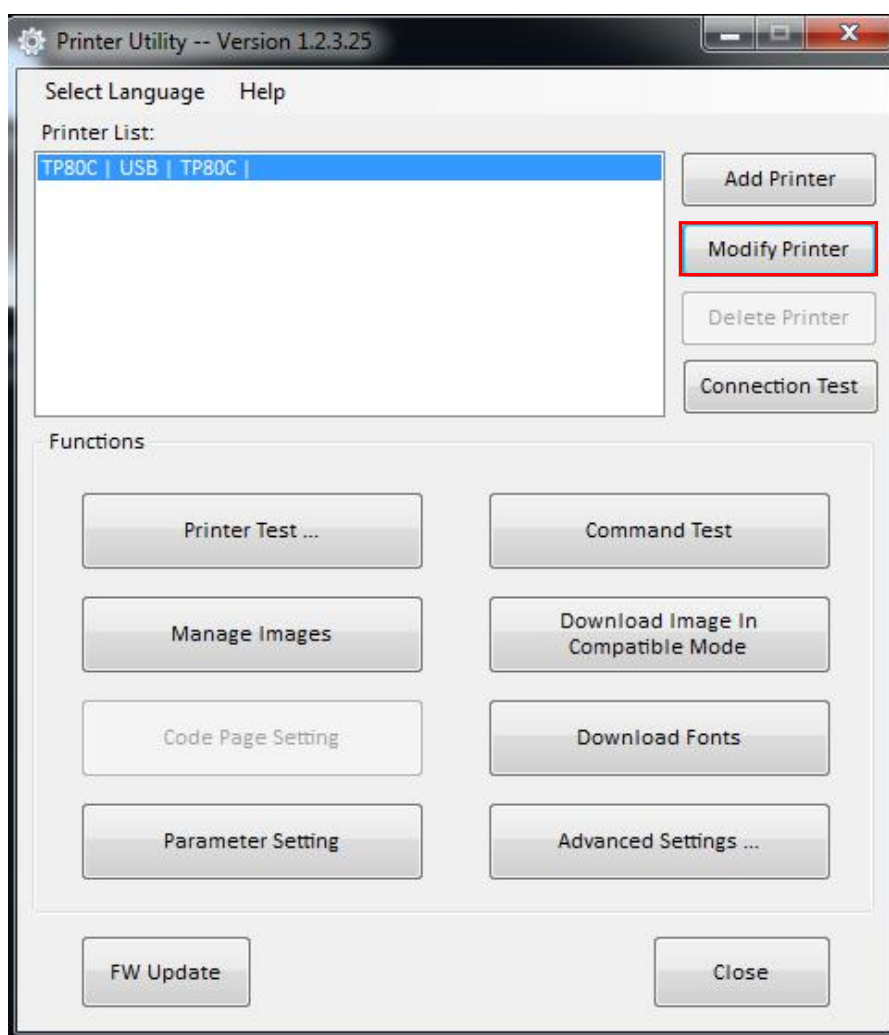 Printer Utility -- Version 1.2.3.25
Select Language Help
Printer List:
TP80C | USB | TP80C |
Add Printer
Modify Printer
Delete Printer
Connection Test
Functions
Printer Test ...
Command Test
Manage Images
Download Image In
Compatible Mode
Code Page Setting
Download Fonts
Parameter Setting
Advanced Settings ...
FW Update
Close